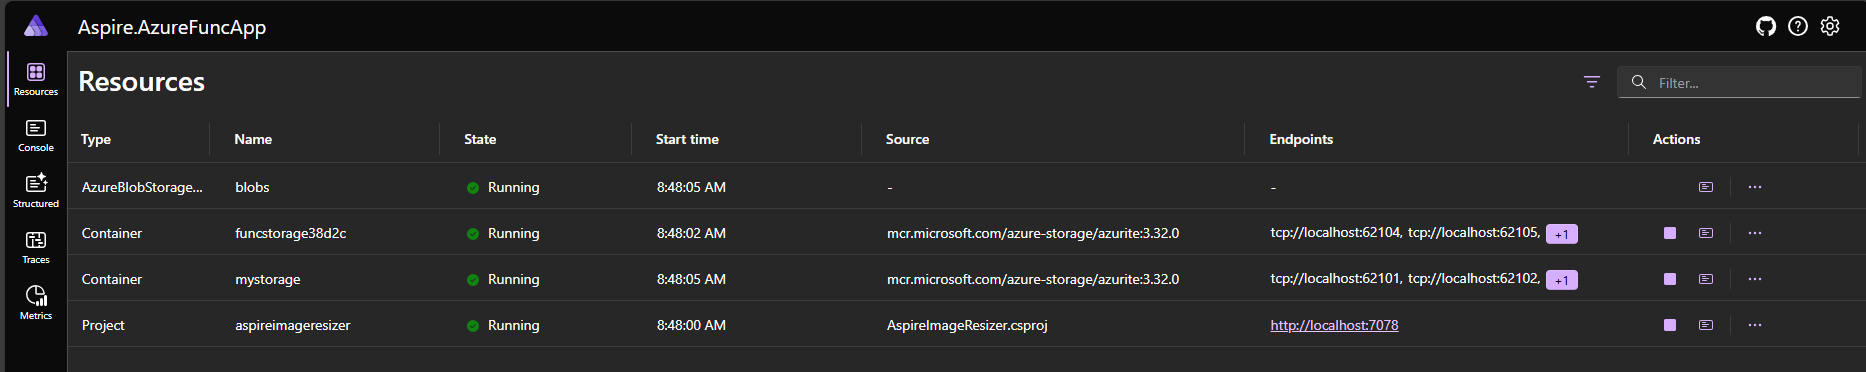 Aspire.AzureFuncApp
Resources
Console
Structured
Traces
Metrics
Resources
Filter...
Type Name State Start time Source Endpoints Actions
AzureBlobStorage... blobs Running 8:48:05 AM - - ...
Container funcstorage38d2c Running 8:48:02 AM mcr.microsoft.com/azure-storage/azurite:3.32.0 tcp://localhost:62104, tcp://localhost:62105, +1 ...
Container mystorage Running 8:48:05 AM mcr.microsoft.com/azure-storage/azurite:3.32.0 tcp://localhost:62101, tcp://localhost:62102, +1 ...
Project aspireimageresizer Running 8:48:00 AM AspireImageResizer.csproj http://localhost:7078 ...